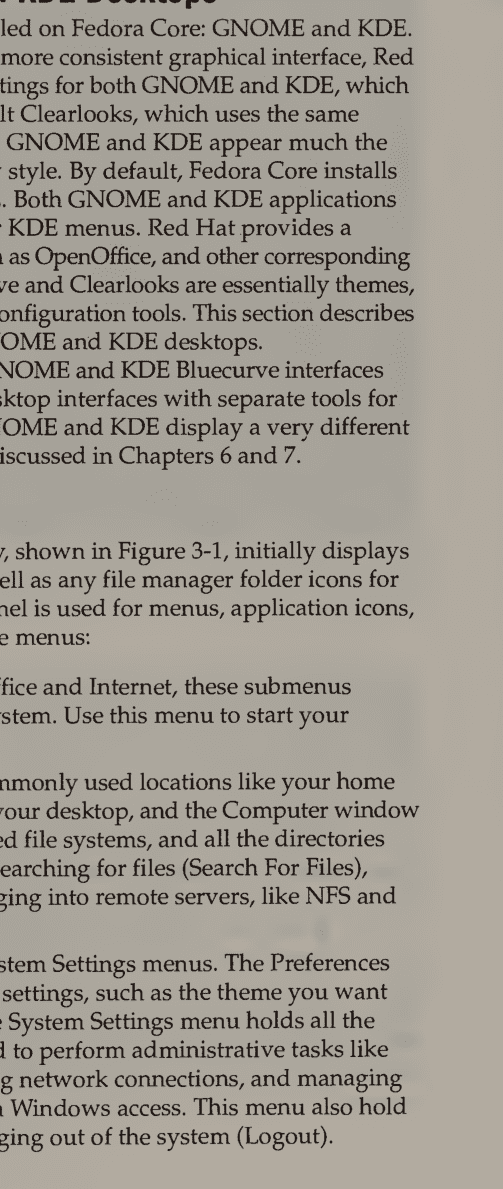 KDE Desktops
led on Fedora Core: GNOME and KDE.
more consistent graphical interface, Red
tings for both GNOME and KDE, which
lt Clearlooks, which uses the same
GNOME and KDE appear much the
style. By default, Fedora Core installs
. Both GNOME and KDE applications
r KDE menus. Red Hat provides a
as OpenOffice, and other corresponding
ve and Clearlooks are essentially themes,
onfiguration tools. This section describes
OME and KDE desktops.
NOME and KDE Bluecurve interfaces
sktop interfaces with separate tools for
OME and KDE display a very different
iscussed in Chapters 6 and 7.
, shown in Figure 3-1, initially displays
ell as any file manager folder icons for
nel is used for menus, application icons,
e menus:
ffice and Internet, these submenus
ystem. Use this menu to start your
mmonly used locations like your home
your desktop, and the Computer window
ed file systems, and all the directories
earching for files (Search For Files),
ging into remote servers, like NFS and
stem Settings menus. The Preferences
settings, such as the theme you want
e System Settings menu holds all the
d to perform administrative tasks like
g network connections, and managing
Windows access. This menu also hold
ging out of the system (Logout).